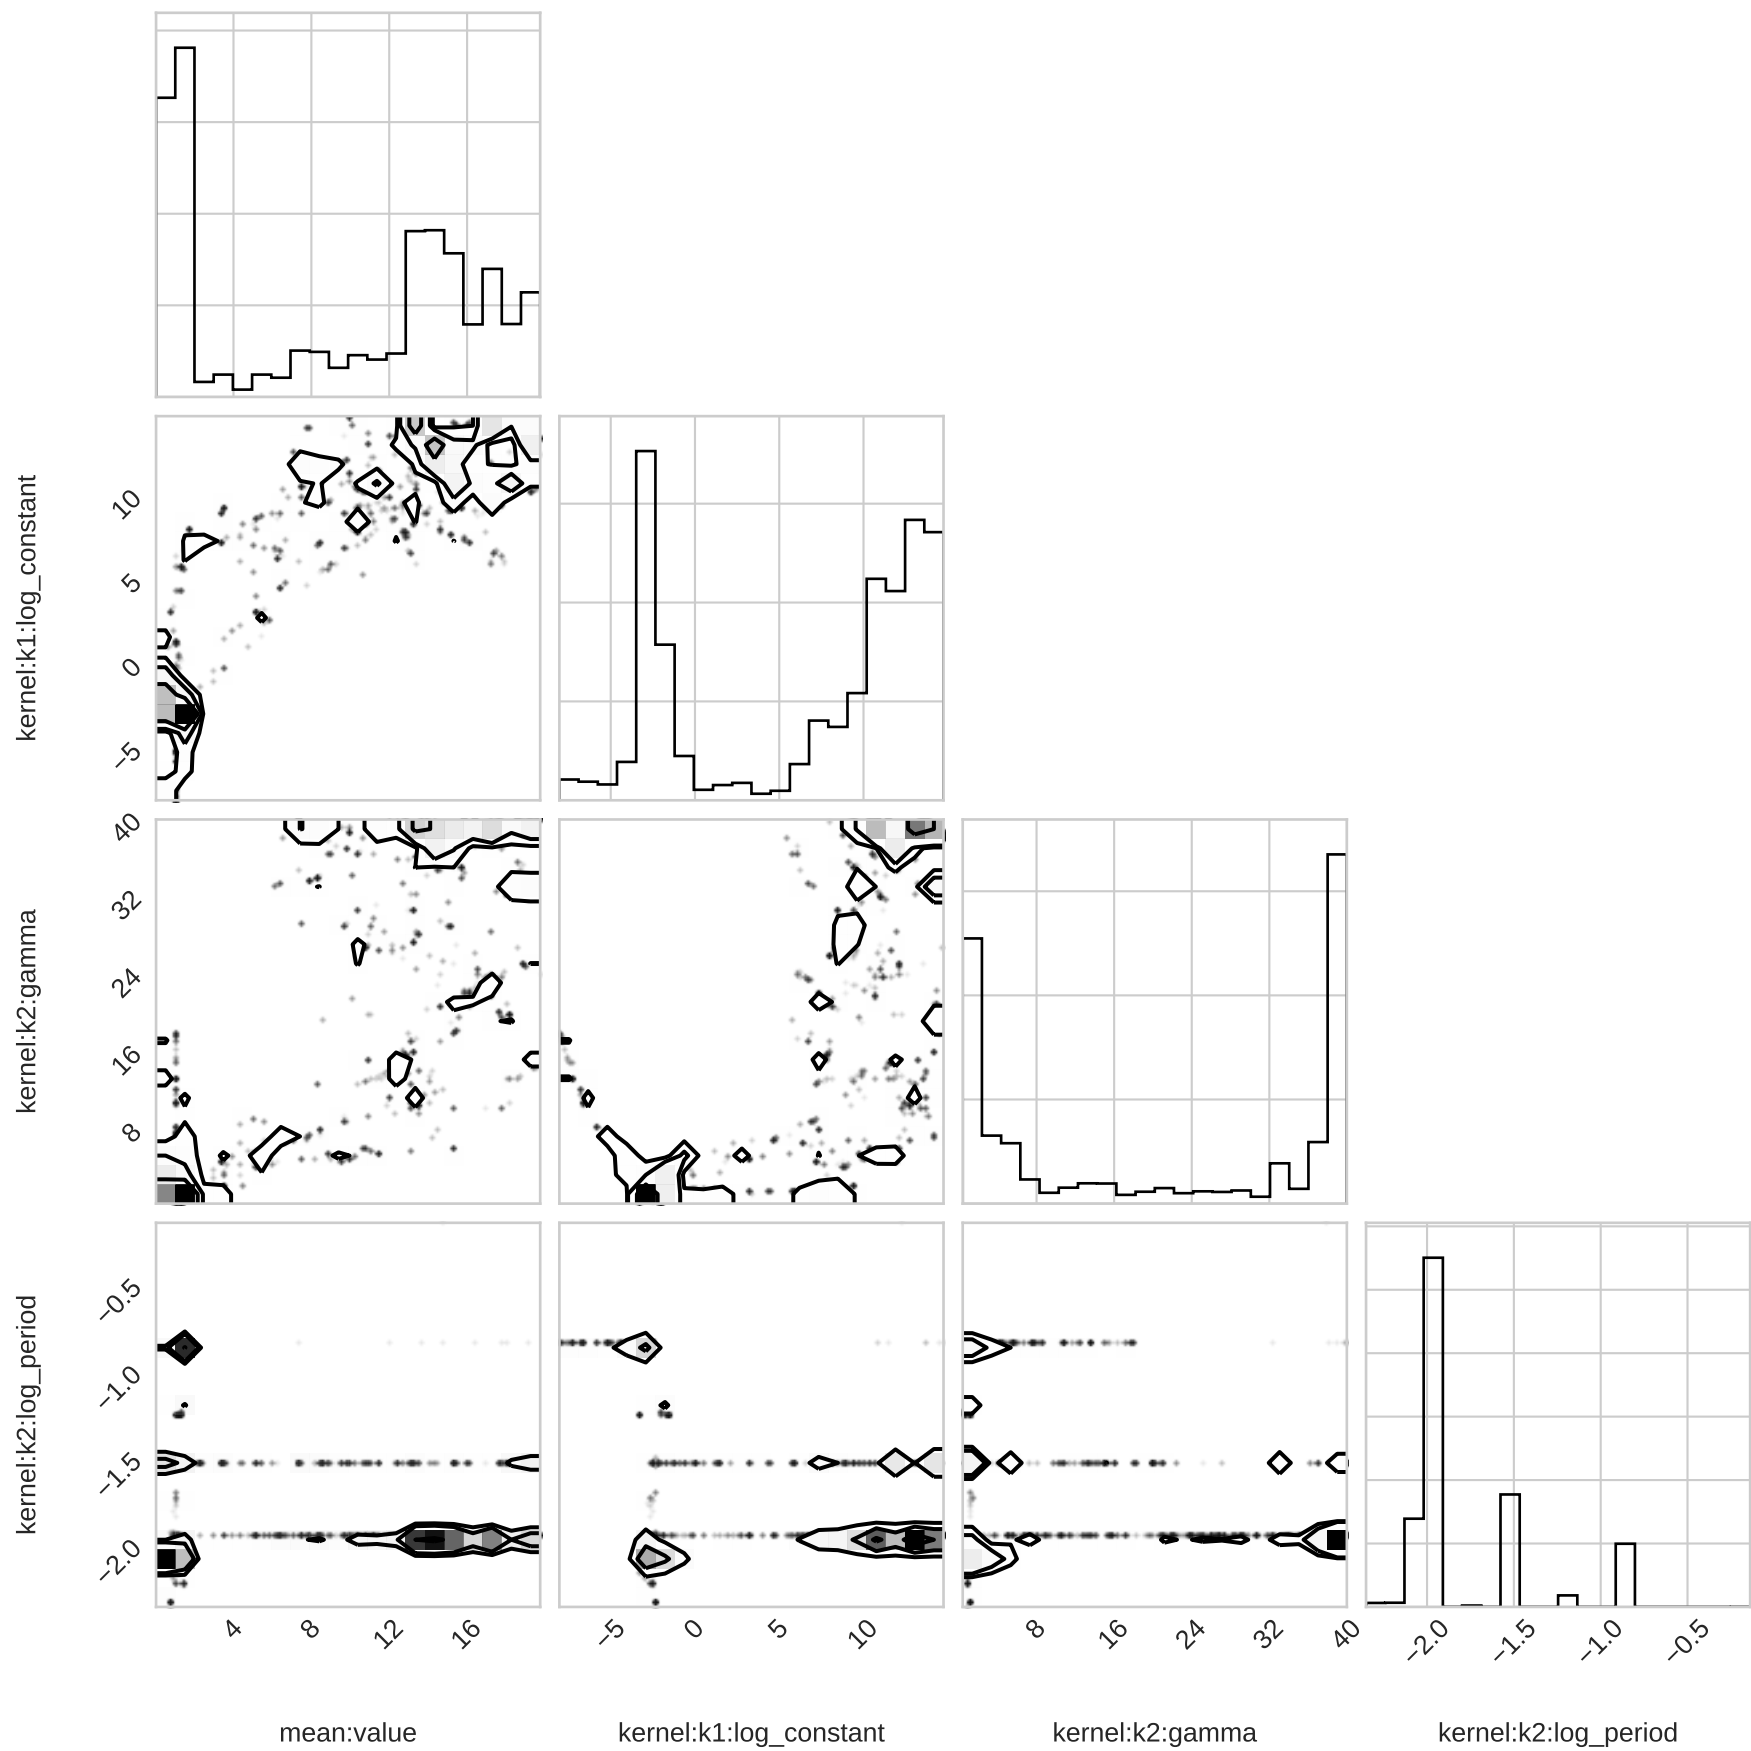 kernel:k1:log_constant
10
5
0
−5
kernel:k2:gamma
40
32
24
16
8
kernel:k2:log_period
−0.5
−1.0
−1.5
−2.0
4 8 12 16
−5 0 5 10
8 16 24 32 40
−2.0 −1.5 −1.0 −0.5
mean:value
kernel:k1:log_constant
kernel:k2:gamma
kernel:k2:log_period